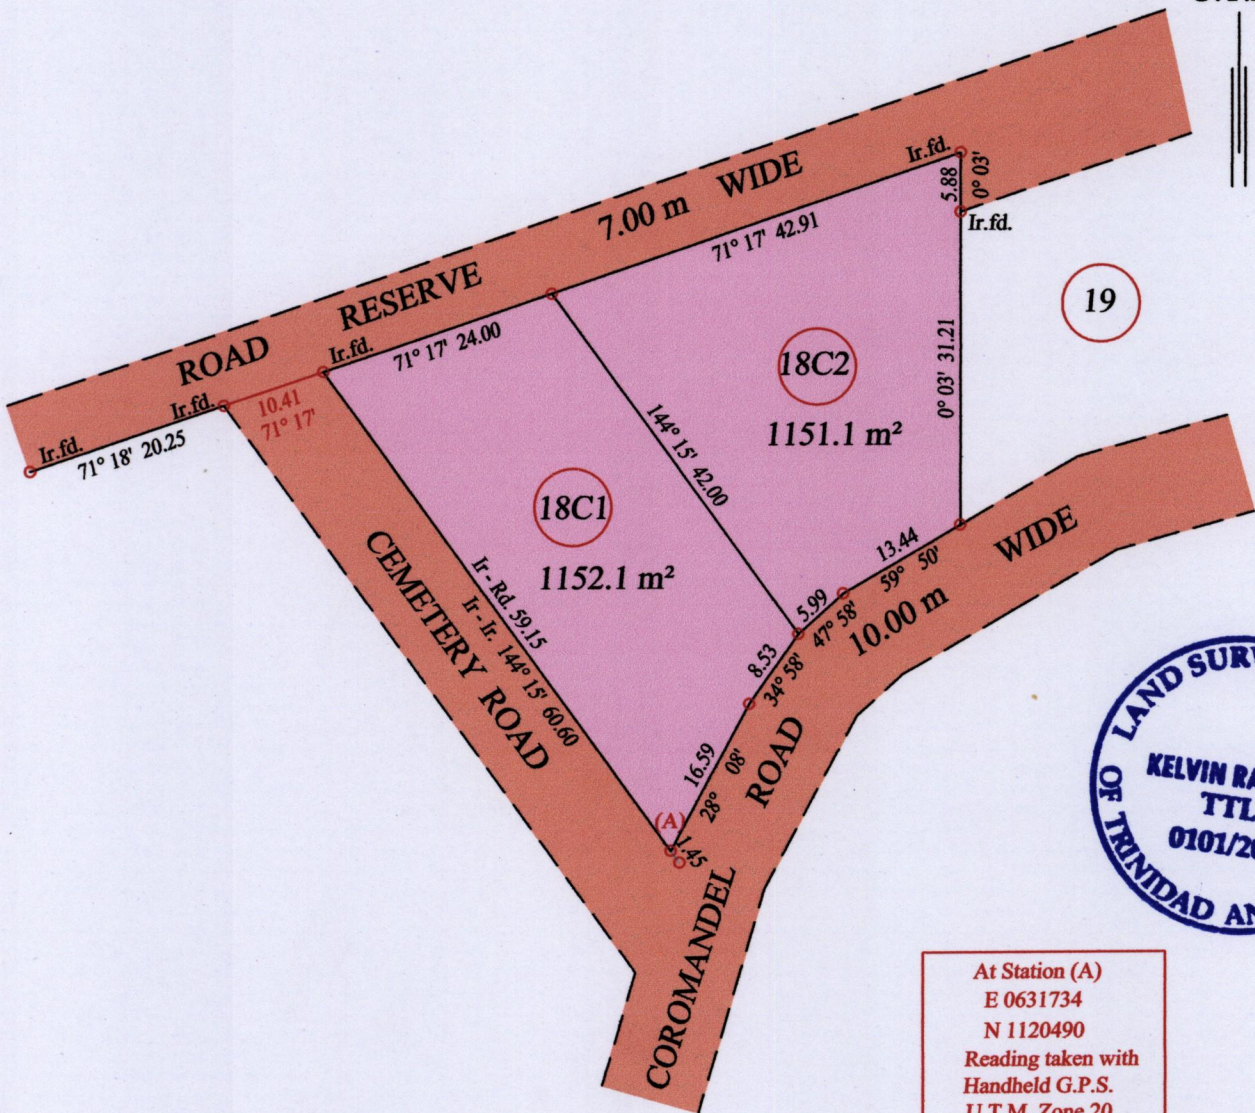 ROAD RESERVE 7.00 m WIDE
Ir.fd.
5.88
0° 03'
Ir.fd.
71° 17' 42.91
19
Ir.fd.
71° 17' 24.00
18C2
1151.1 m²
0° 03' 31.21
Ir.fd.
10.41
71° 17'
Ir.fd.
71° 18' 20.25
144° 15' 42.00
18C1
1152.1 m²
13.44
59° 50'
5.99
47° 58'
8.53
34° 58'
16.59
28° 08'
Ir - Rd. 59.15
Ir - Ir. 144° 15' 60.60
CEMETERY ROAD
(A)
1.45
COROMANDEL ROAD 10.00 m WIDE
LAND
OF TRINIDAD
KELVIN
0101/
At Station (A)
E 0631734
N 1120490
Reading taken with
Handheld G.P.S.
U.T.M. Zone 20